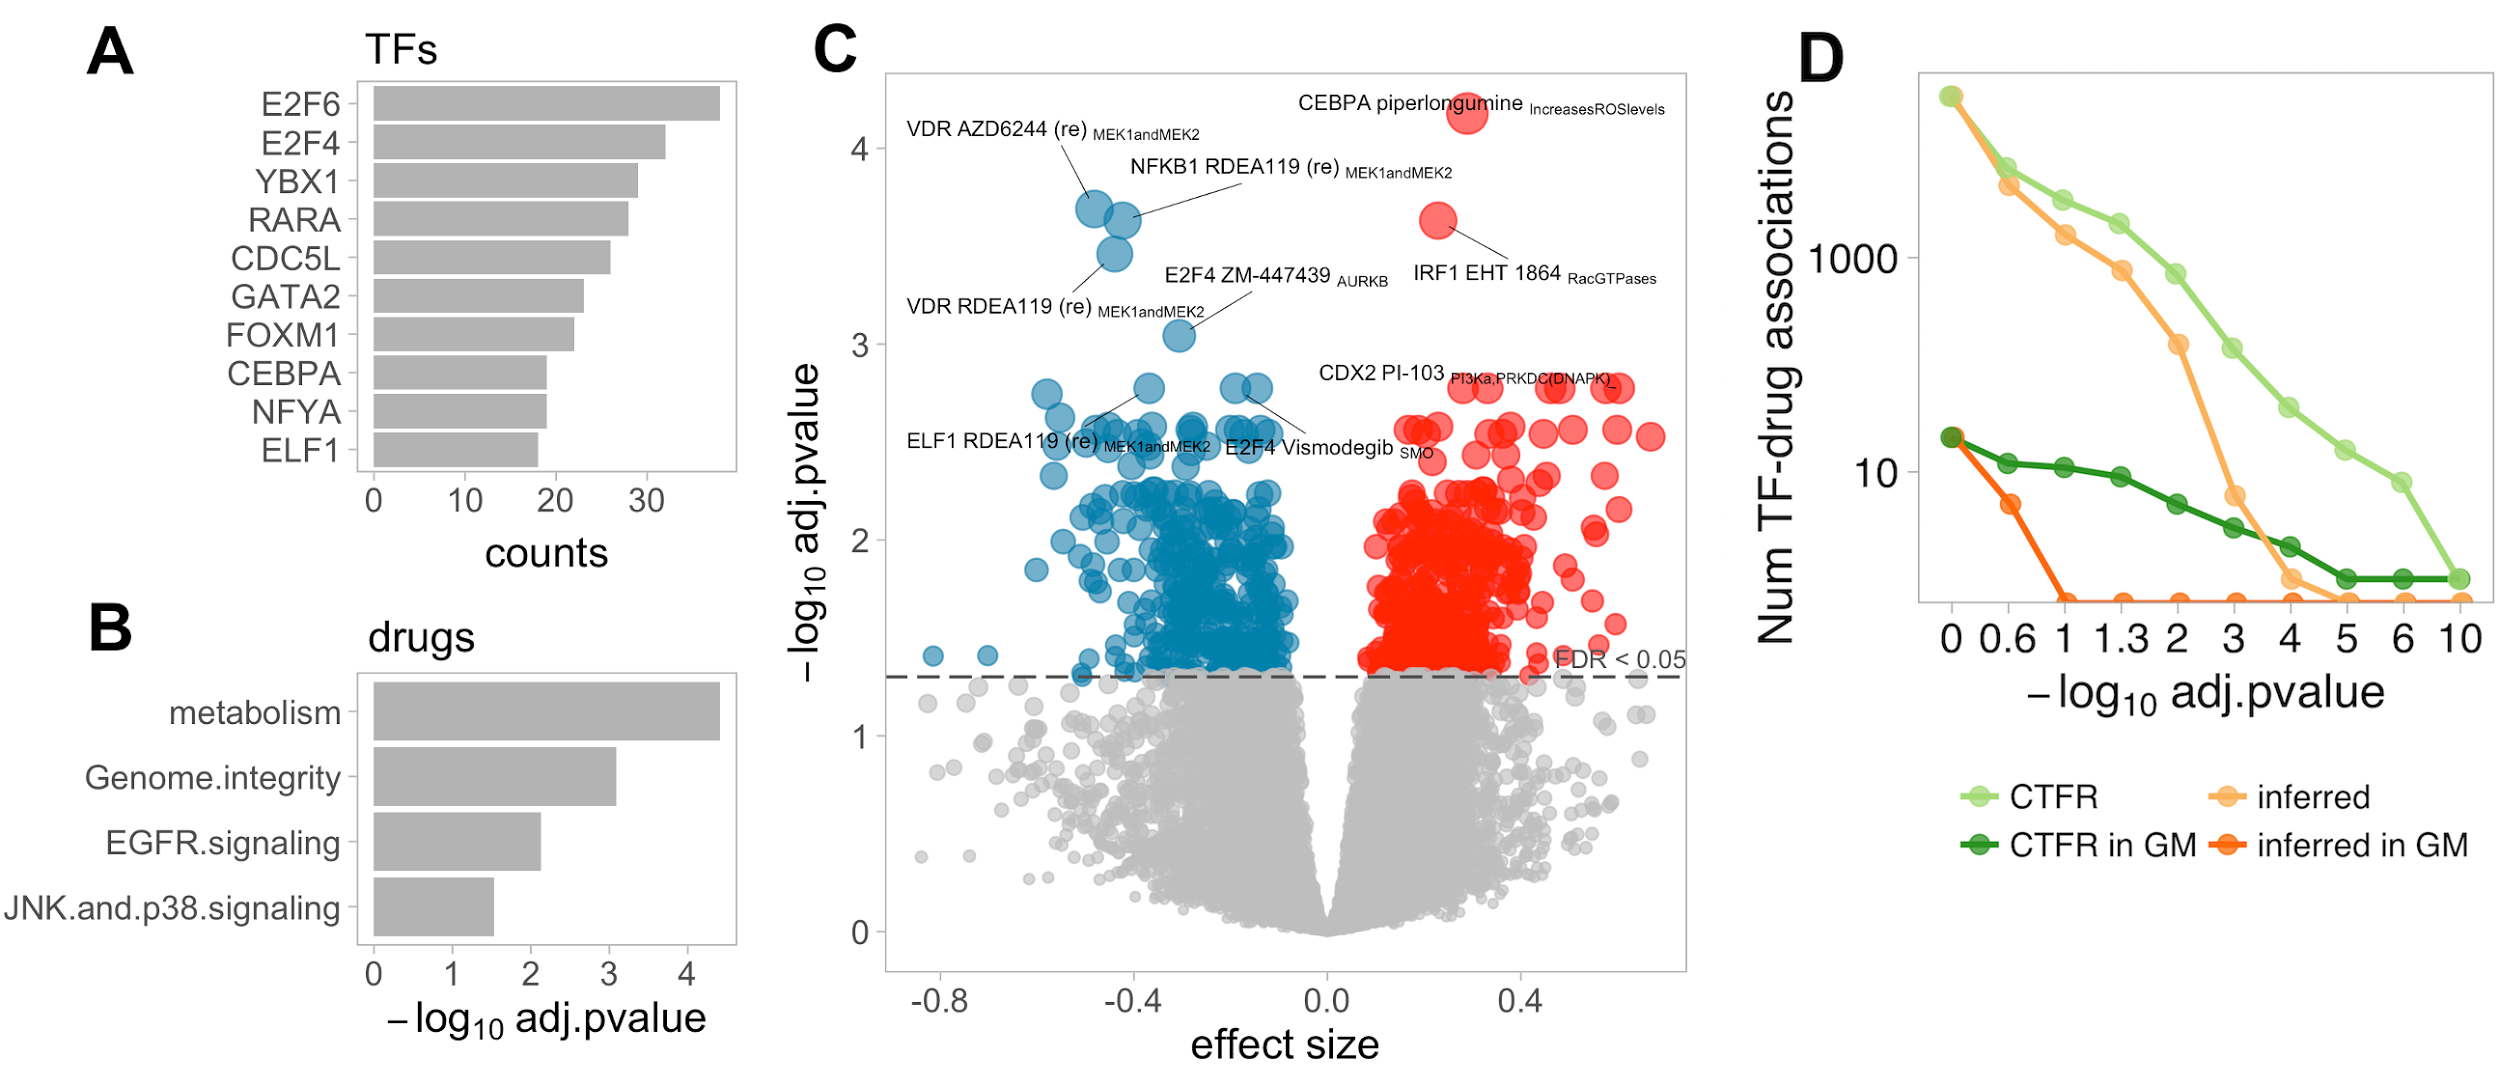 A
TFs
E2F6
E2F4
YBX1
RARA
CDC5L
GATA2
FOXM1
CEBPA
NFYA
ELF1
0 10 20 30
counts
B
drugs
metabolism
Genome.integrity
EGFR.signaling
JNK.and.p38.signaling
0 1 2 3 4
−log10 adj.pvalue
C
−log10 adj.pvalue
4
3
2
1
0
CEBPA piperlongumine IncreasesROSlevels
VDR AZD6244 (re) MEK1andMEK2
NFKB1 RDEA119 (re) MEK1andMEK2
E2F4 ZM-447439 AURKB
IRF1 EHT 1864 RacGTPases
VDR RDEA119 (re) MEK1andMEK2
CDX2 PI-103 PI3Ka,PRKDC(DNAPK)
ELF1 RDEA119 (re) MEK1andMEK2
E2F4 Vismodegib SMO
FDR < 0.05
-0.8 -0.4 0.0 0.4
effect size
D
Num TF-drug associations
1000
10
0 0.6 1 1.3 2 3 4 5 6 10
−log10 adj.pvalue
CTFR inferred
CTFR in GM inferred in GM